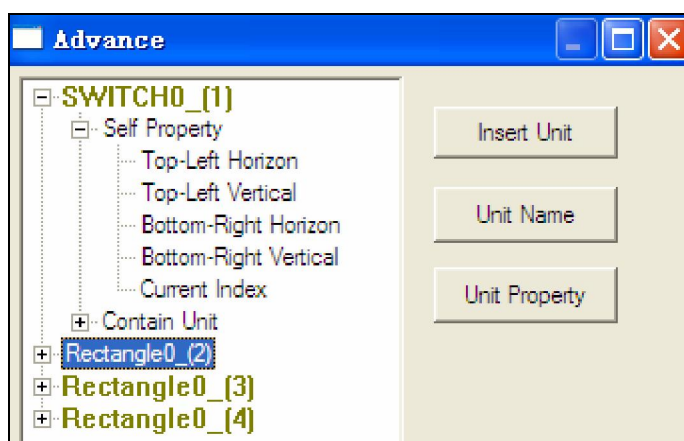 Advance
SWITCH0_(1)
Self Property
Top-Left Horizon
Top-Left Vertical
Bottom-Right Horizon
Bottom-Right Vertical
Current Index
Contain Unit
Rectangle0_(2)
Rectangle0_(3)
Rectangle0_(4)
Insert Unit
Unit Name
Unit Property